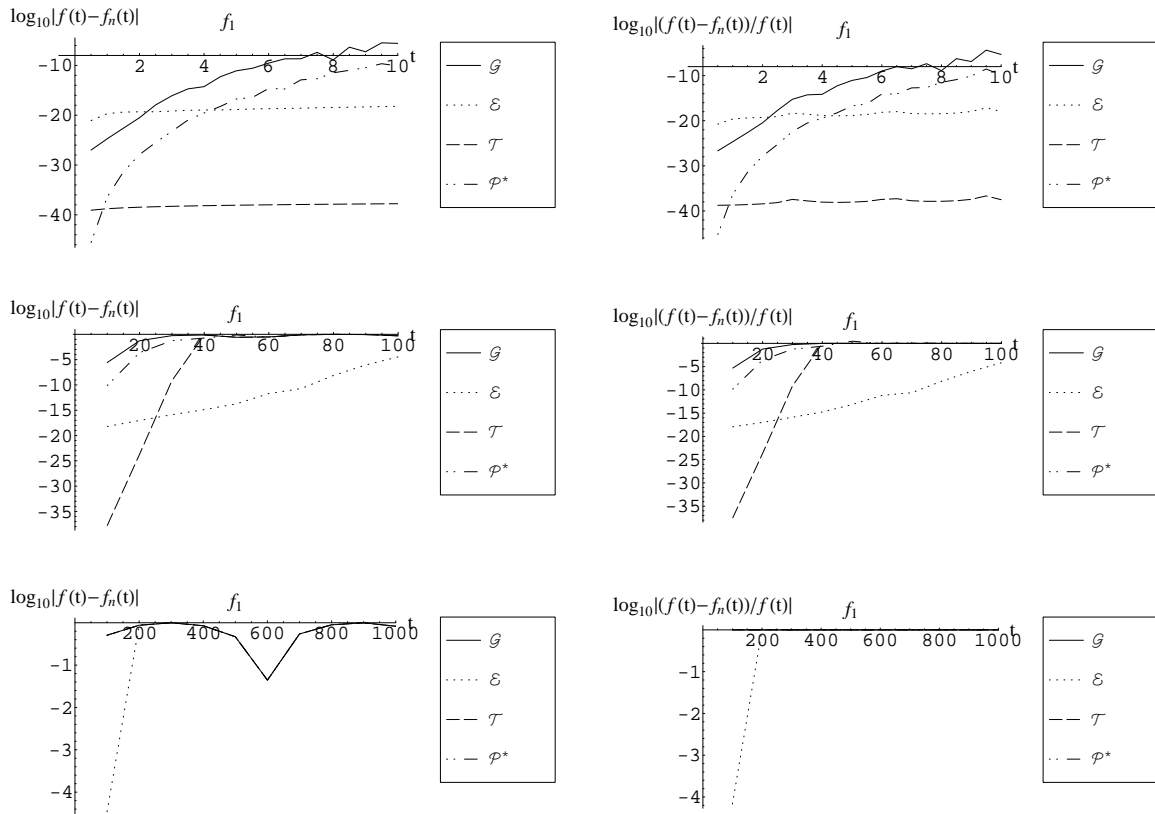 log₁₀|f(t)−fₙ(t)|
f₁
t
2 4 6 8 10
-10
-20
-30
-40
𝒢
ℰ
𝒯
𝒫*
log₁₀|(f(t)−fₙ(t))/f(t)|
f₁
t
2 4 6 8 10
-10
-20
-30
-40
𝒢
ℰ
𝒯
𝒫*
log₁₀|f(t)−fₙ(t)|
f₁
t
20 40 60 80 100
-5
-10
-15
-20
-25
-30
-35
𝒢
ℰ
𝒯
𝒫*
log₁₀|(f(t)−fₙ(t))/f(t)|
f₁
t
20 40 60 80 100
-5
-10
-15
-20
-25
-30
-35
𝒢
ℰ
𝒯
𝒫*
log₁₀|f(t)−fₙ(t)|
f₁
t
200 400 600 800 1000
-1
-2
-3
-4
𝒢
ℰ
𝒯
𝒫*
log₁₀|(f(t)−fₙ(t))/f(t)|
f₁
t
200 400 600 800 1000
-1
-2
-3
-4
𝒢
ℰ
𝒯
𝒫*